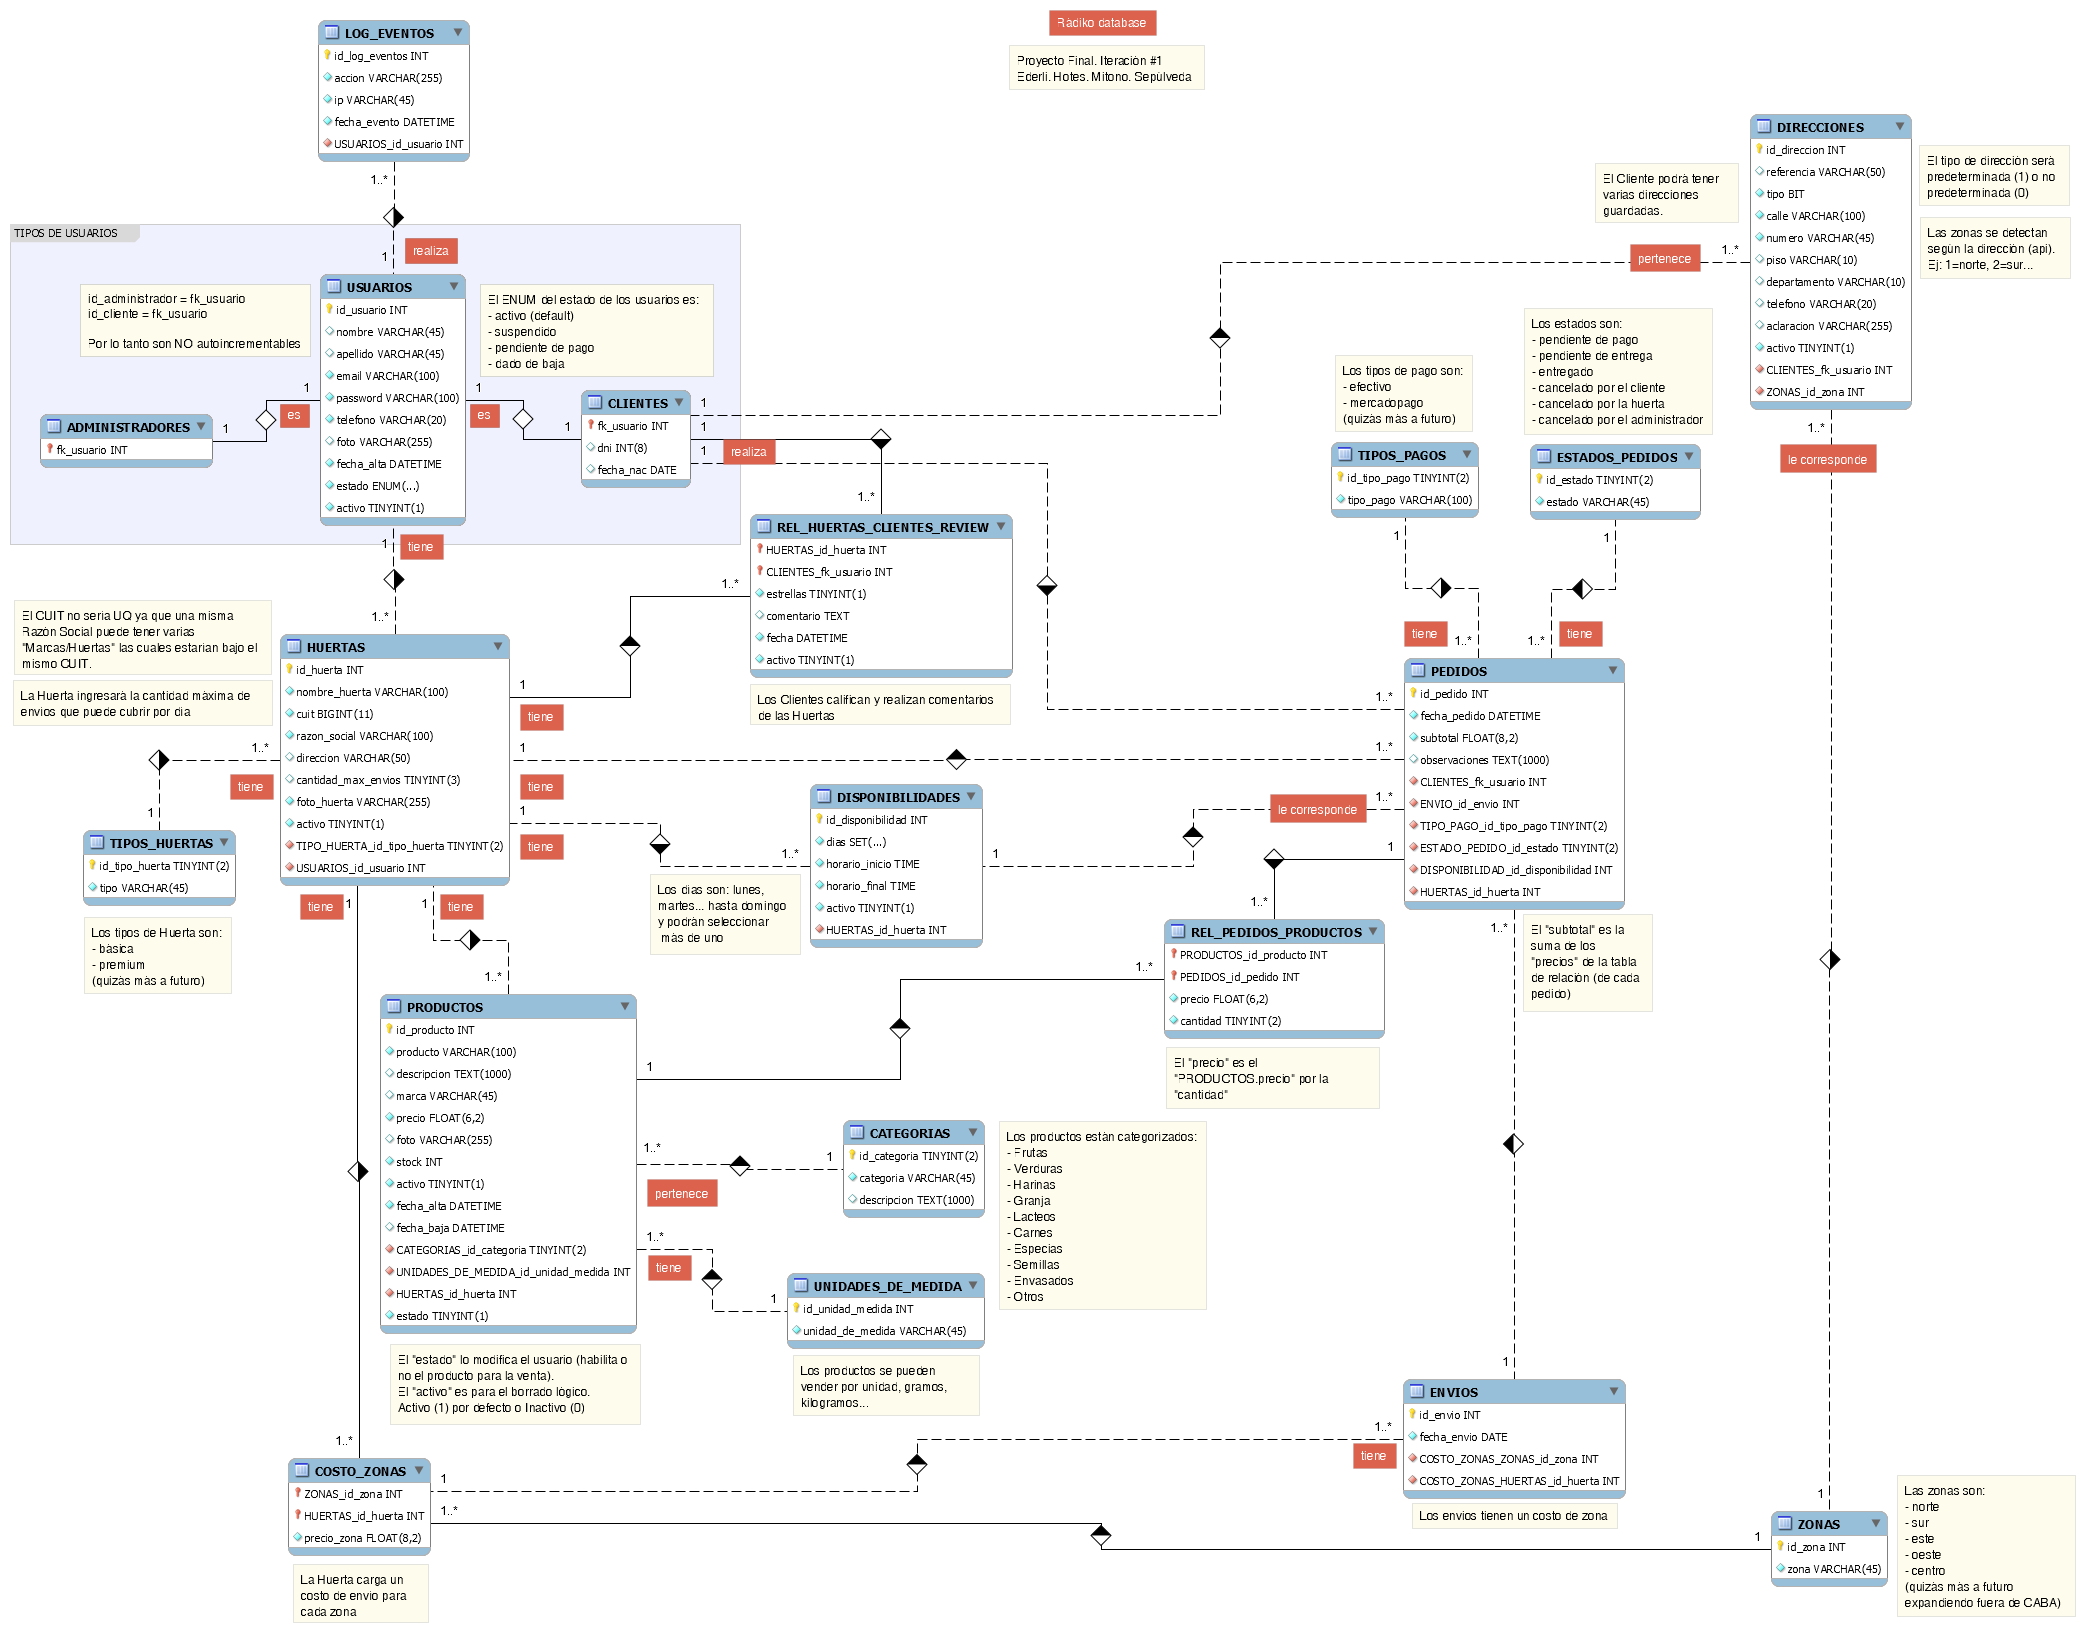 Rádiko database
Proyecto Final. Iteración #1
Ederli. Hotes. Mitono. Sepúlveda
LOG_EVENTOS
id_log_eventos INT
accion VARCHAR(255)
ip VARCHAR(45)
fecha_evento DATETIME
USUARIOS_id_usuario INT
1..*
1
realiza
TIPOS DE USUARIOS
id_administrador = fk_usuario
id_cliente = fk_usuario
Por lo tanto son NO autoincrementables
USUARIOS
id_usuario INT
nombre VARCHAR(45)
apellido VARCHAR(45)
email VARCHAR(100)
password VARCHAR(100)
telefono VARCHAR(20)
foto VARCHAR(255)
fecha_alta DATETIME
estado ENUM(...)
activo TINYINT(1)
El ENUM del estado de los usuarios es:
- activo (default)
- suspendido
- pendiente de pago
- dado de baja
1
es
1
ADMINISTRADORES
fk_usuario INT
1
es
1
CLIENTES
fk_usuario INT
dni INT(8)
fecha_nac DATE
1
1
1
realiza
1..*
El Cliente podrá tener
varias direcciones
guardadas.
pertenece
1..*
DIRECCIONES
id_direccion INT
referencia VARCHAR(50)
tipo BIT
calle VARCHAR(100)
numero VARCHAR(45)
piso VARCHAR(10)
departamento VARCHAR(10)
telefono VARCHAR(20)
aclaracion VARCHAR(255)
activo TINYINT(1)
CLIENTES_fk_usuario INT
ZONAS_id_zona INT
El tipo de dirección será
predeterminada (1) o no
predeterminada (0)
Las zonas se detectan
según la dirección (api).
Ej: 1=norte, 2=sur...
1..*
le corresponde
Los tipos de pago son:
- efectivo
- mercadopago
(quizás más a futuro)
Los estados son:
- pendiente de pago
- pendiente de entrega
- entregado
- cancelado por el cliente
- cancelado por la huerta
- cancelado por el administrador
TIPOS_PAGOS
id_tipo_pago TINYINT(2)
tipo_pago VARCHAR(100)
ESTADOS_PEDIDOS
id_estado TINYINT(2)
estado VARCHAR(45)
1
1
tiene
1..*
1..*
tiene
REL_HUERTAS_CLIENTES_REVIEW
HUERTAS_id_huerta INT
CLIENTES_fk_usuario INT
estrellas TINYINT(1)
comentario TEXT
fecha DATETIME
activo TINYINT(1)
Los Clientes califican y realizan comentarios
de las Huertas
1
tiene
1..*
1..*
El CUIT no sería UQ ya que una misma
Razón Social puede tener varias
"Marcas/Huertas" las cuales estarían bajo el
mismo CUIT.
La Huerta ingresará la cantidad máxima de
envíos que puede cubrir por día
HUERTAS
id_huerta INT
nombre_huerta VARCHAR(100)
cuit BIGINT(11)
razon_social VARCHAR(100)
direccion VARCHAR(50)
cantidad_max_envios TINYINT(3)
foto_huerta VARCHAR(255)
activo TINYINT(1)
TIPO_HUERTA_id_tipo_huerta TINYINT(2)
USUARIOS_id_usuario INT
1
tiene
1
tiene
1
tiene
1..*
1..*
PEDIDOS
id_pedido INT
fecha_pedido DATETIME
subtotal FLOAT(8,2)
observaciones TEXT(1000)
CLIENTES_fk_usuario INT
ENVIO_id_envio INT
TIPO_PAGO_id_tipo_pago TINYINT(2)
ESTADO_PEDIDO_id_estado TINYINT(2)
DISPONIBILIDAD_id_disponibilidad INT
HUERTAS_id_huerta INT
1..*
tiene
1
TIPOS_HUERTAS
id_tipo_huerta TINYINT(2)
tipo VARCHAR(45)
Los tipos de Huerta son:
- básica
- premium
(quizás más a futuro)
DISPONIBILIDADES
id_disponibilidad INT
dias SET(...)
horario_inicio TIME
horario_final TIME
activo TINYINT(1)
HUERTAS_id_huerta INT
1..*
Los días son: lunes,
martes... hasta domingo
y podrán seleccionar
más de uno
1
le corresponde
1..*
1
1..*
REL_PEDIDOS_PRODUCTOS
PRODUCTOS_id_producto INT
PEDIDOS_id_pedido INT
precio FLOAT(6,2)
cantidad TINYINT(2)
El "precio" es el
"PRODUCTOS.precio" por la
"cantidad"
1..*
El "subtotal" es la
suma de los
"precios" de la tabla
de relación (de cada
pedido)
tiene
1
1
tiene
1..*
PRODUCTOS
id_producto INT
producto VARCHAR(100)
descripcion TEXT(1000)
marca VARCHAR(45)
precio FLOAT(6,2)
foto VARCHAR(255)
stock INT
activo TINYINT(1)
fecha_alta DATETIME
fecha_baja DATETIME
CATEGORIAS_id_categoria TINYINT(2)
UNIDADES_DE_MEDIDA_id_unidad_medida INT
HUERTAS_id_huerta INT
estado TINYINT(1)
1
1..*
1..*
pertenece
1
CATEGORIAS
id_categoria TINYINT(2)
categoria VARCHAR(45)
descripcion TEXT(1000)
Los productos están categorizados:
- Frutas
- Verduras
- Harinas
- Granja
- Lácteos
- Carnes
- Especias
- Semillas
- Envasados
- Otros
1..*
tiene
1
UNIDADES_DE_MEDIDA
id_unidad_medida INT
unidad_de_medida VARCHAR(45)
Los productos se pueden
vender por unidad, gramos,
kilogramos...
El "estado" lo modifica el usuario (habilita o
no el producto para la venta).
El "activo" es para el borrado lógico.
Activo (1) por defecto o Inactivo (0)
1..*
COSTO_ZONAS
ZONAS_id_zona INT
HUERTAS_id_huerta INT
precio_zona FLOAT(8,2)
La Huerta carga un
costo de envío para
cada zona
1
1..*
1..*
tiene
1
ENVIOS
id_envio INT
fecha_envio DATE
COSTO_ZONAS_ZONAS_id_zona INT
COSTO_ZONAS_HUERTAS_id_huerta INT
Los envíos tienen un costo de zona
1
1
ZONAS
id_zona INT
zona VARCHAR(45)
Las zonas son:
- norte
- sur
- este
- oeste
- centro
(quizás más a futuro
expandiendo fuera de CABA)